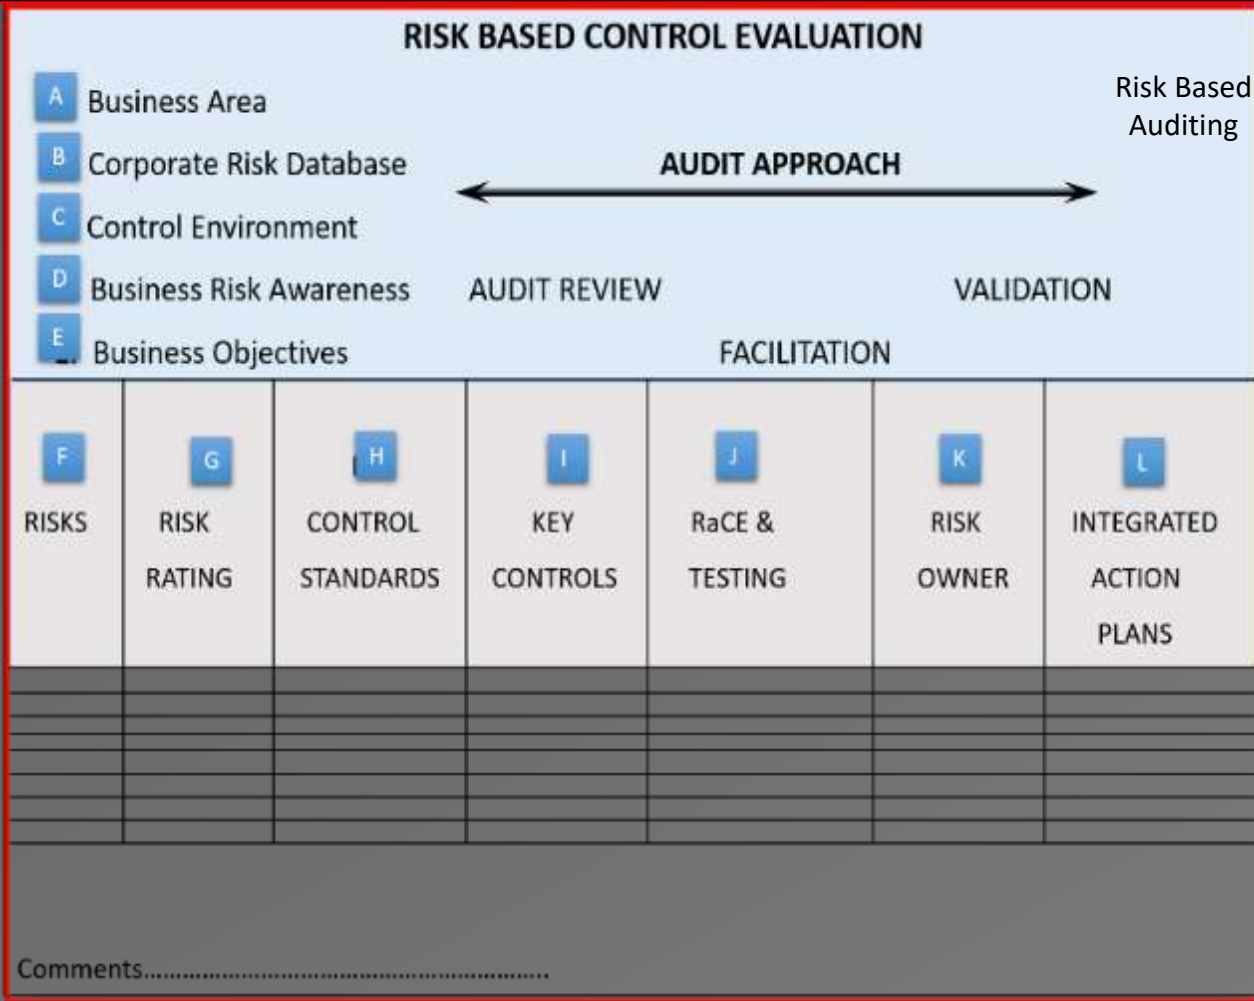 RISK BASED CONTROL EVALUATION
Risk Based
Auditing
A Business Area
B Corporate Risk Database
AUDIT APPROACH
C Control Environment
D Business Risk Awareness AUDIT REVIEW VALIDATION
E Business Objectives FACILITATION
F G H I J K L
RISKS RISK CONTROL KEY RaCE & RISK INTEGRATED
RATING STANDARDS CONTROLS TESTING OWNER ACTION
PLANS
Comments……………………………………………..